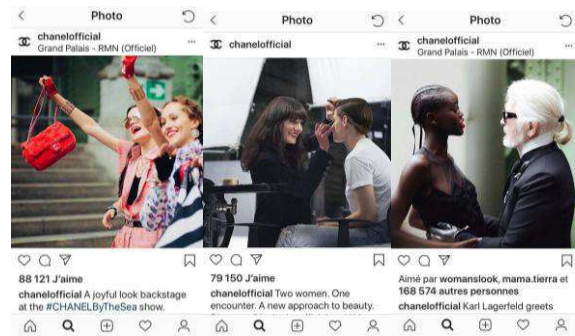 Photo
chanelofficial
Grand Palais - RMN (Officiel)
88 121 J'aime
chanelofficial A joyful look backstage
at the #CHANELByTheSea show.
Photo
chanelofficial
79 150 J'aime
chanelofficial Two women. One
encounter. A new approach to beauty.
Photo
chanelofficial
Grand Palais - RMN (Officiel)
Aimé par womanslook, mama.tierra et
168 574 autres personnes
chanelofficial Karl Lagerfeld greets